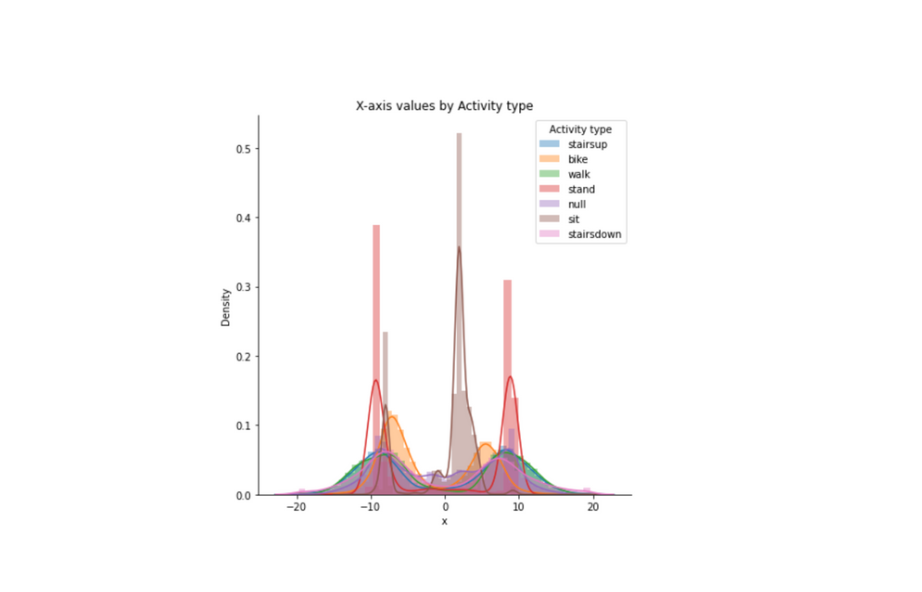 X-axis values by Activity type
Activity type
stairsup
bike
walk
stand
null
sit
stairsdown
0.5
0.4
0.3
0.2
0.1
0.0
Density
−20 −10 0 10 20
x